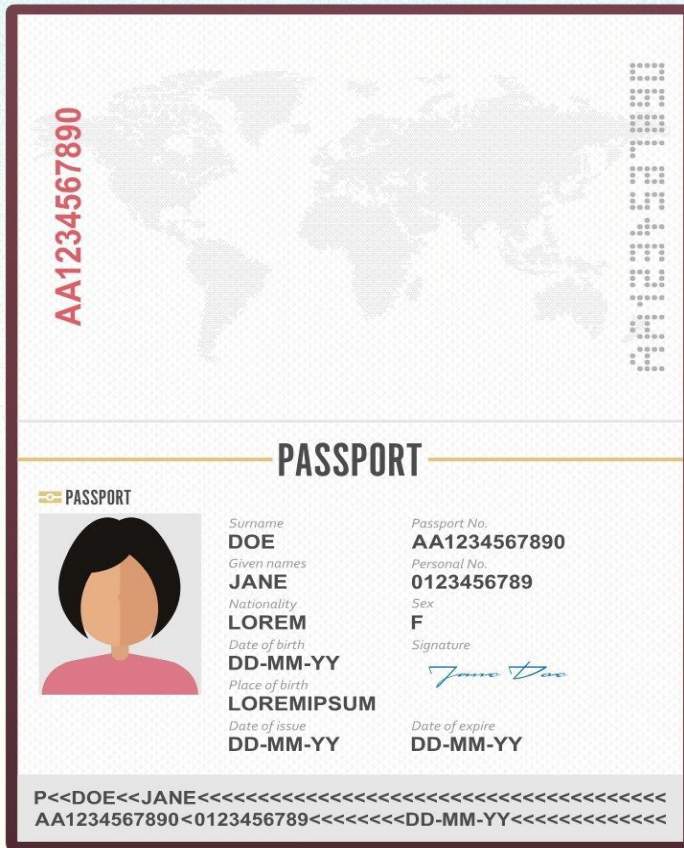 AA1234567890
AA1234567890
PASSPORT
PASSPORT
Surname
DOE
Given names
JANE
Nationality
LOREM
Date of birth
DD-MM-YY
Place of birth
LOREMIPSUM
Date of issue
DD-MM-YY
Passport No.
AA1234567890
Personal No.
0123456789
Sex
F
Signature
Jane Doe
Date of expire
DD-MM-YY
P<<DOE<<JANE<<<<<<<<<<<<<<<<<<<<<<<<<<<<<<<<<<<<<<<
AA1234567890<0123456789<<<<<<<<DD-MM-YY<<<<<<<<<<<<<